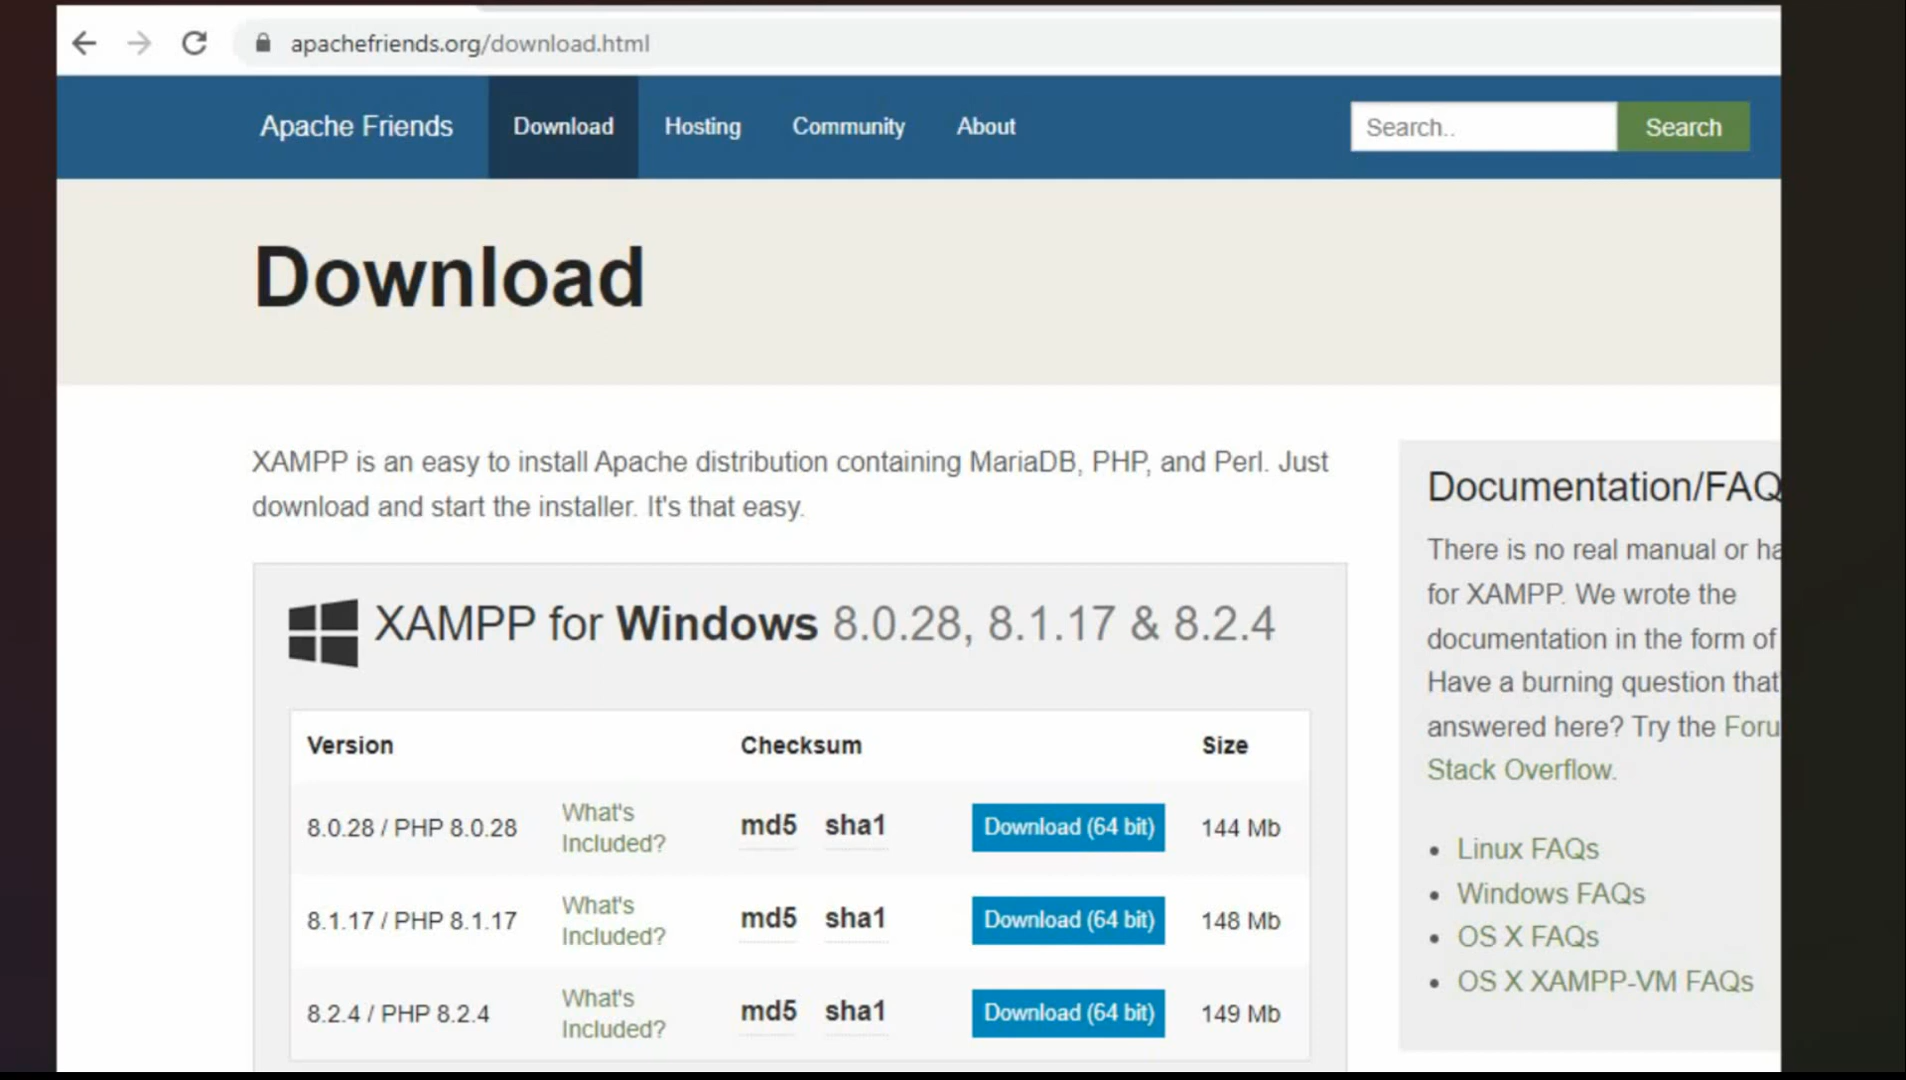 apachefriends.org/download.html
Apache Friends Download Hosting Community About Search.. Search
Download
XAMPP is an easy to install Apache distribution containing MariaDB, PHP, and Perl. Just
download and start the installer. It's that easy.
XAMPP for Windows 8.0.28, 8.1.17 & 8.2.4
Version Checksum Size
8.0.28 / PHP 8.0.28 What's Included? md5 sha1 Download (64 bit) 144 Mb
8.1.17 / PHP 8.1.17 What's Included? md5 sha1 Download (64 bit) 148 Mb
8.2.4 / PHP 8.2.4 What's Included? md5 sha1 Download (64 bit) 149 Mb
Documentation/FAQ
There is no real manual or ha
for XAMPP. We wrote the
documentation in the form of
Have a burning question that'
answered here? Try the Foru
Stack Overflow.
Linux FAQs
Windows FAQs
OS X FAQs
OS X XAMPP-VM FAQs